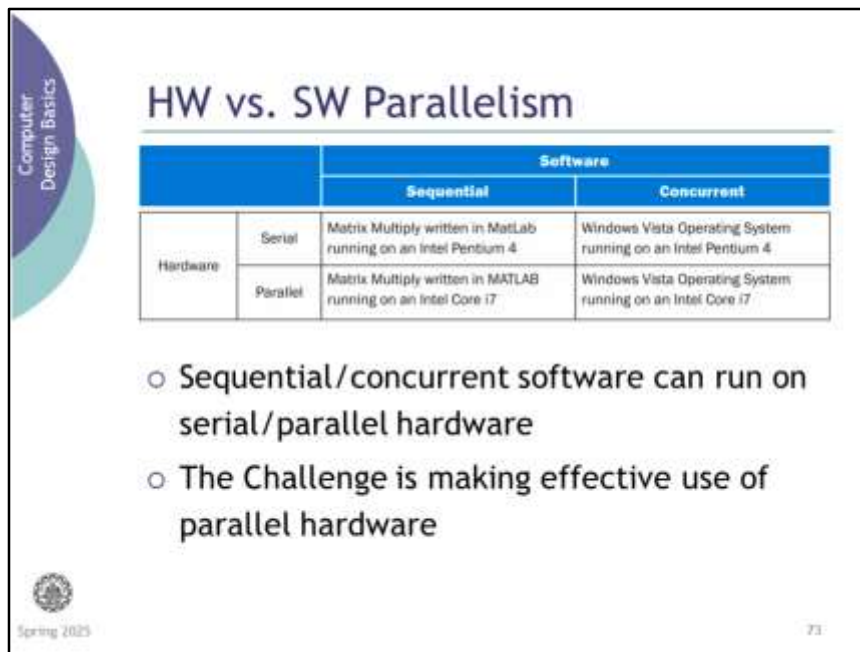 Computer
Design Basics
HW vs. SW Parallelism
Software
Sequential
Concurrent
Hardware
Serial
Matrix Multiply written in MatLab
running on an Intel Pentium 4
Windows Vista Operating System
running on an Intel Pentium 4
Parallel
Matrix Multiply written in MATLAB
running on an Intel Core i7
Windows Vista Operating System
running on an Intel Core i7
Sequential/concurrent software can run on
serial/parallel hardware
The Challenge is making effective use of
parallel hardware
Spring 2025
73